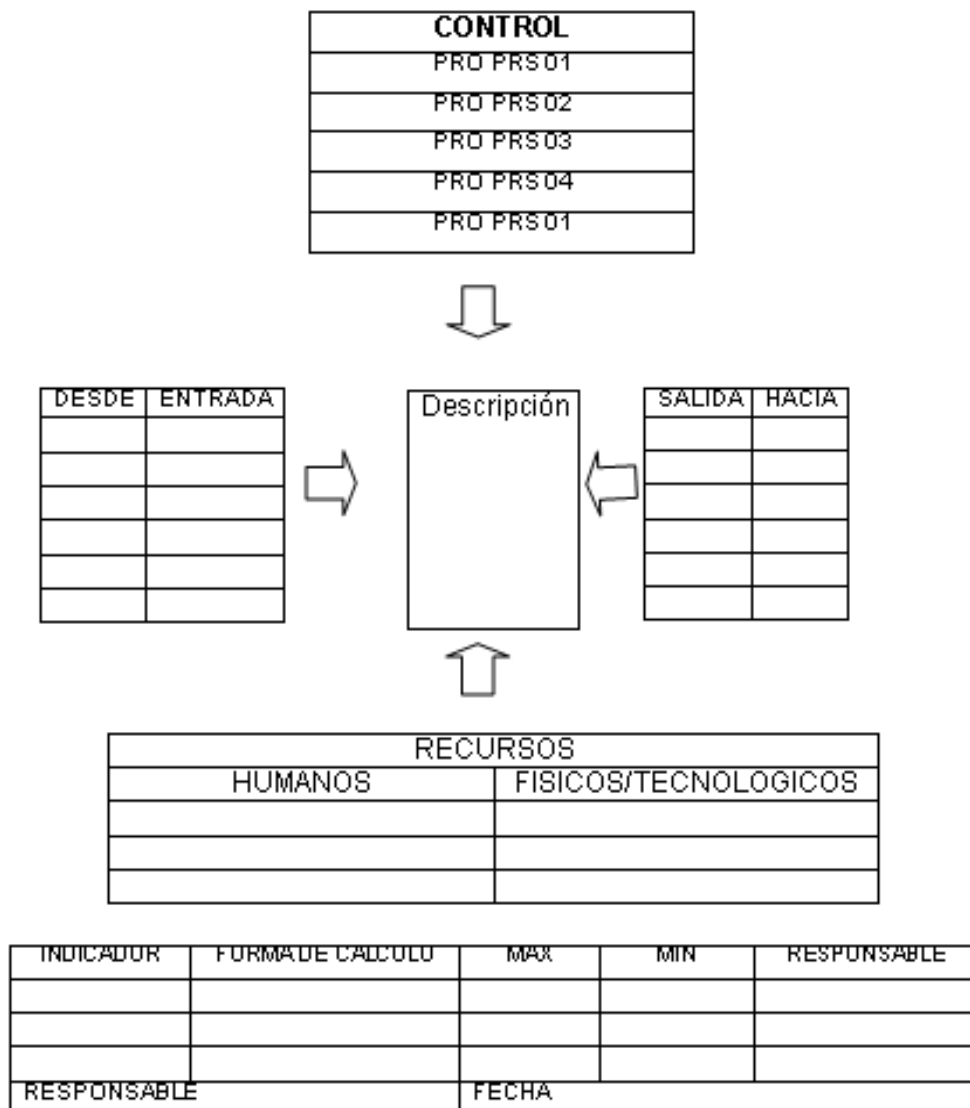 CONTROL
PRO PRS 01
PRO PRS 02
PRO PRS 03
PRO PRS 04
PRO PRS 01
DESDE ENTRADA
Descripción
SALIDA HACIA
RECURSOS
HUMANOS FISICOS/TECNOLOGICOS
INDICADOR FORMA DE CALCULO MAX MIN RESPONSABLE
RESPONSABLE FECHA